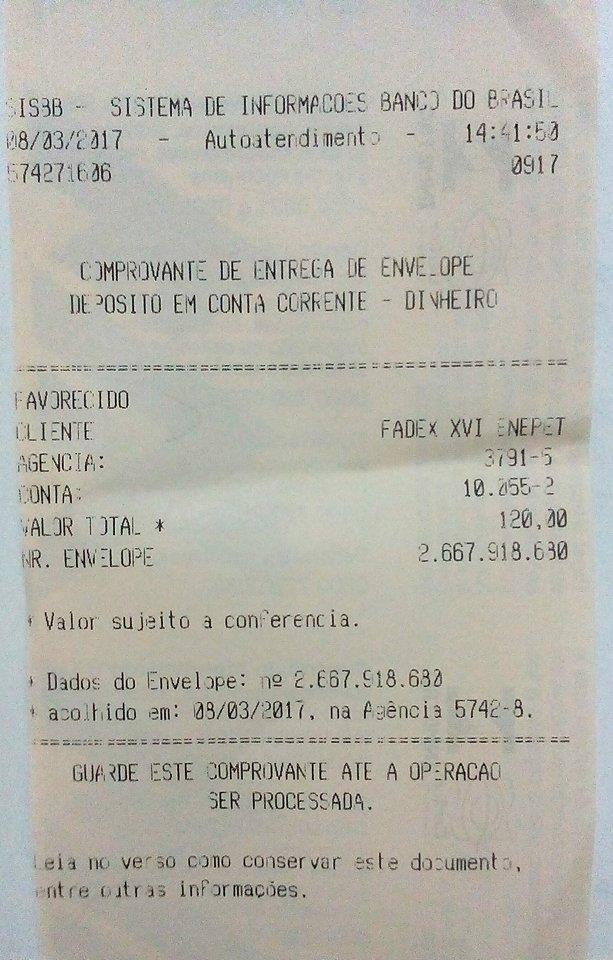 SISBB - SISTEMA DE INFORMACOES BANCO DO BRASIL
08/03/2017 - Autoatendimento - 14:41:50
574271606 0917
COMPROVANTE DE ENTREGA DE ENVELOPE
DEPOSITO EM CONTA CORRENTE - DINHEIRO
================================================
FAVORECIDO
CLIENTE FADEX XVI ENEPET
AGENCIA: 3791-5
CONTA: 10.055-2
VALOR TOTAL * 120,00
NR. ENVELOPE 2.667.918.680
* Valor sujeito a conferencia.
* Dados do Envelope: nº 2.667.918.680
* acolhido em: 08/03/2017, na Agência 5742-8.
================================================
GUARDE ESTE COMPROVANTE ATE A OPERACAO
SER PROCESSADA.
Leia no verso como conservar este documento,
entre outras informações.